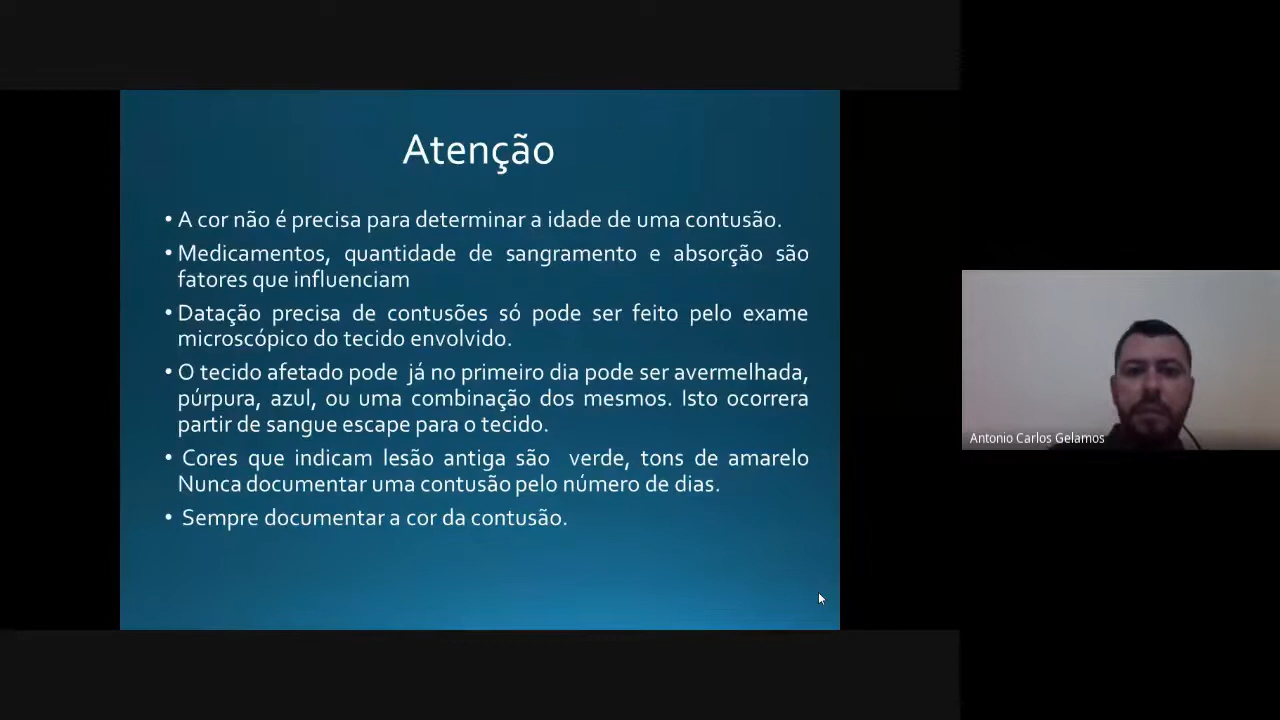 Atenção
• A cor não é precisa para determinar a idade de uma contusão.
• Medicamentos, quantidade de sangramento e absorção são
fatores que influenciam
• Datação precisa de contusões só pode ser feito pelo exame
microscópico do tecido envolvido.
• O tecido afetado pode já no primeiro dia pode ser avermelhada,
púrpura, azul, ou uma combinação dos mesmos. Isto ocorrera
partir de sangue escape para o tecido.
• Cores que indicam lesão antiga são verde, tons de amarelo
Nunca documentar uma contusão pelo número de dias.
• Sempre documentar a cor da contusão.
Antonio Carlos Gelamos